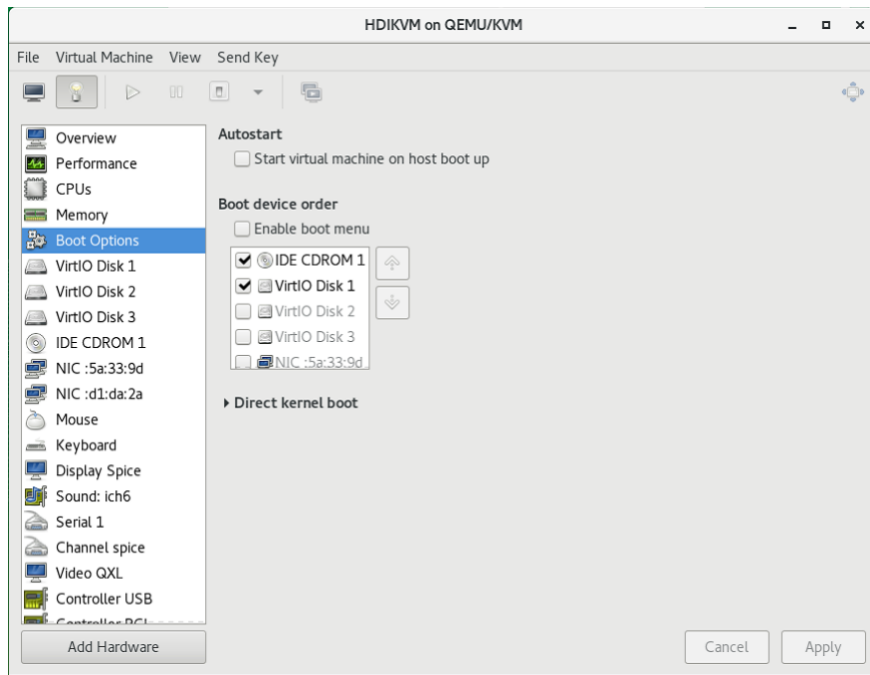 HDIKVM on QEMU/KVM
File Virtual Machine View Send Key
Overview
Performance
CPUs
Memory
Boot Options
VirtIO Disk 1
VirtIO Disk 2
VirtIO Disk 3
IDE CDROM 1
NIC :5a:33:9d
NIC :d1:da:2a
Mouse
Keyboard
Display Spice
Sound: ich6
Serial 1
Channel spice
Video QXL
Controller USB
Controller PCI
Add Hardware
Autostart
Start virtual machine on host boot up
Boot device order
Enable boot menu
IDE CDROM 1
VirtIO Disk 1
VirtIO Disk 2
VirtIO Disk 3
NIC :5a:33:9d
Direct kernel boot
Cancel Apply